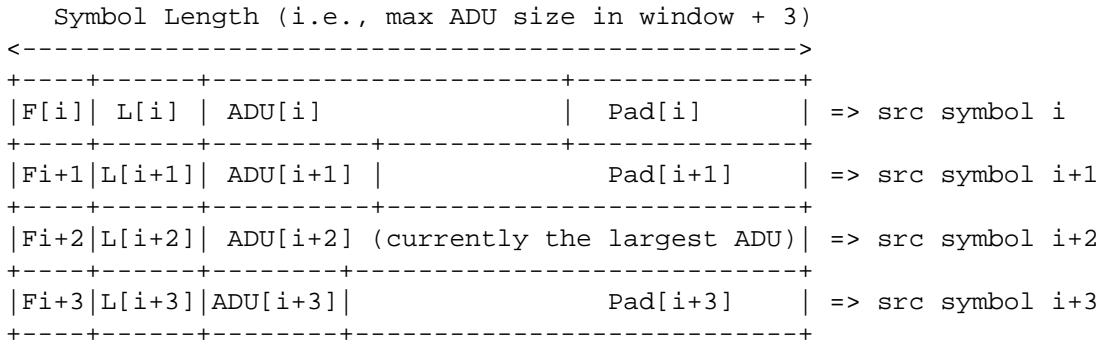 Symbol Length (i.e., max ADU size in window + 3)
<-------------------------------------------------->
+----+------+-----------------------+---------------+
|F[i]| L[i] | ADU[i] | Pad[i] | => src symbol i
+----+------+----------+------------+---------------+
|Fi+1|L[i+1]| ADU[i+1] | Pad[i+1] | => src symbol i+1
+----+------+----------+---------------------------+
|Fi+2|L[i+2]| ADU[i+2] (currently the largest ADU)| => src symbol i+2
+----+------+--------+-----------------------------+
|Fi+3|L[i+3]|ADU[i+3]| Pad[i+3] | => src symbol i+3
+----+------+--------+-----------------------------+